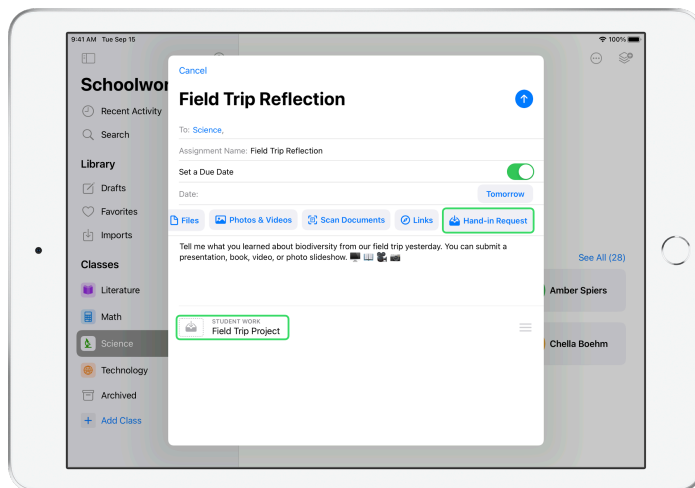 9:41 AM Tue Sep 15
100%
Cancel
Schoolwor
Field Trip Reflection
Recent Activity
To: Science,
Search
Assignment Name: Field Trip Reflection
Library
Set a Due Date
Drafts
Date:
Tomorrow
Favorites
Files
Photos & Videos
Scan Documents
Links
Hand-in Request
Imports
Tell me what you learned about biodiversity from our field trip yesterday. You can submit a
presentation, book, video, or photo slideshow. 🖥️ 📖 🎥 📸
Classes
See All (28)
Literature
Amber Spiers
Math
STUDENT WORK
Field Trip Project
Science
Chella Boehm
Technology
Archived
Add Class